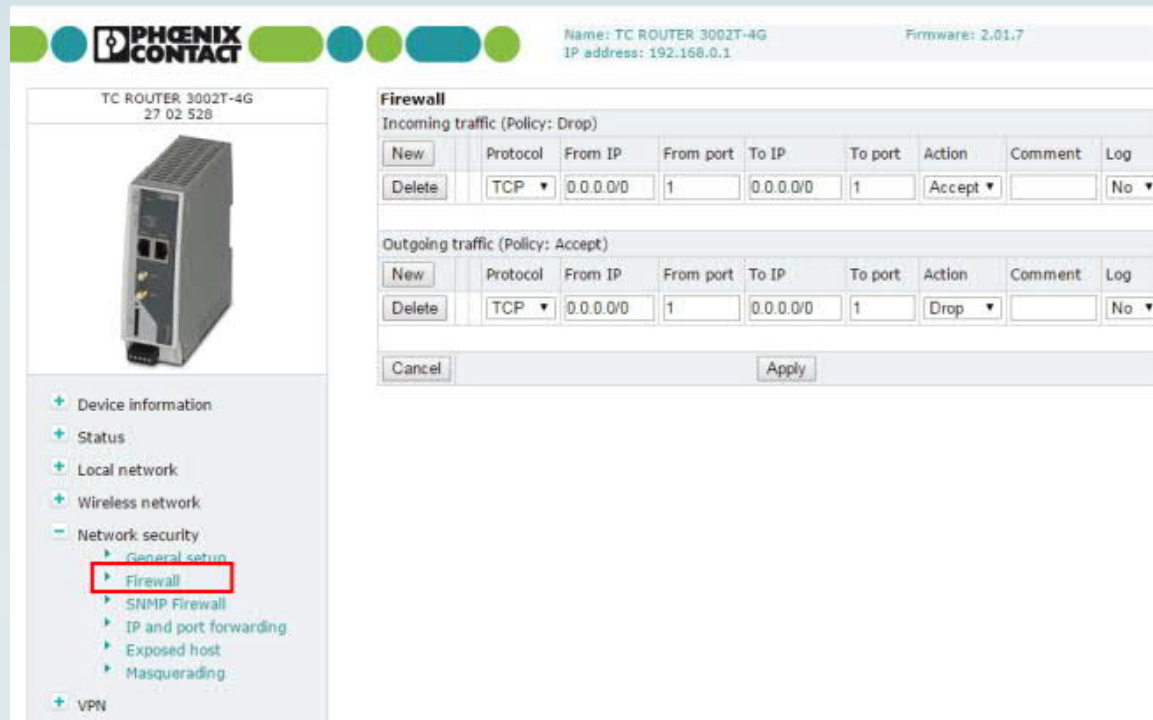 PHŒNIX
CONTACT
Name: TC ROUTER 3002T-4G
IP address: 192.168.0.1
Firmware: 2.01.7
TC ROUTER 3002T-4G
27 02 528
Device information
Status
Local network
Wireless network
Network security
General setup
Firewall
SNMP Firewall
IP and port forwarding
Exposed host
Masquerading
VPN
Firewall
Incoming traffic (Policy: Drop)
New Protocol From IP From port To IP To port Action Comment Log
Delete TCP 0.0.0.0/0 1 0.0.0.0/0 1 Accept No
Outgoing traffic (Policy: Accept)
New Protocol From IP From port To IP To port Action Comment Log
Delete TCP 0.0.0.0/0 1 0.0.0.0/0 1 Drop No
Cancel Apply